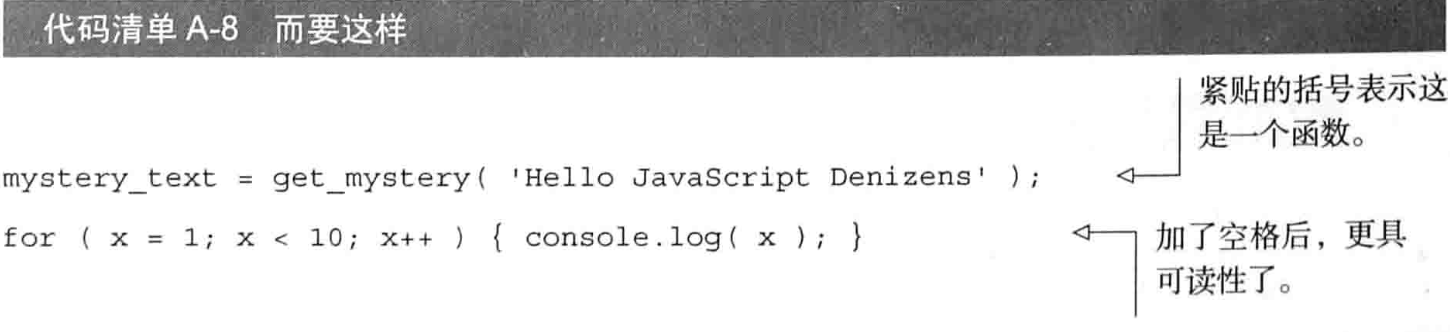 代码清单 A-8 而要这样
紧贴的括号表示这
是一个函数。
mystery_text = get_mystery( 'Hello JavaScript Denizens' );
for ( x = 1; x < 10; x++ ) { console.log( x ); }
加了空格后，更具
可读性了。